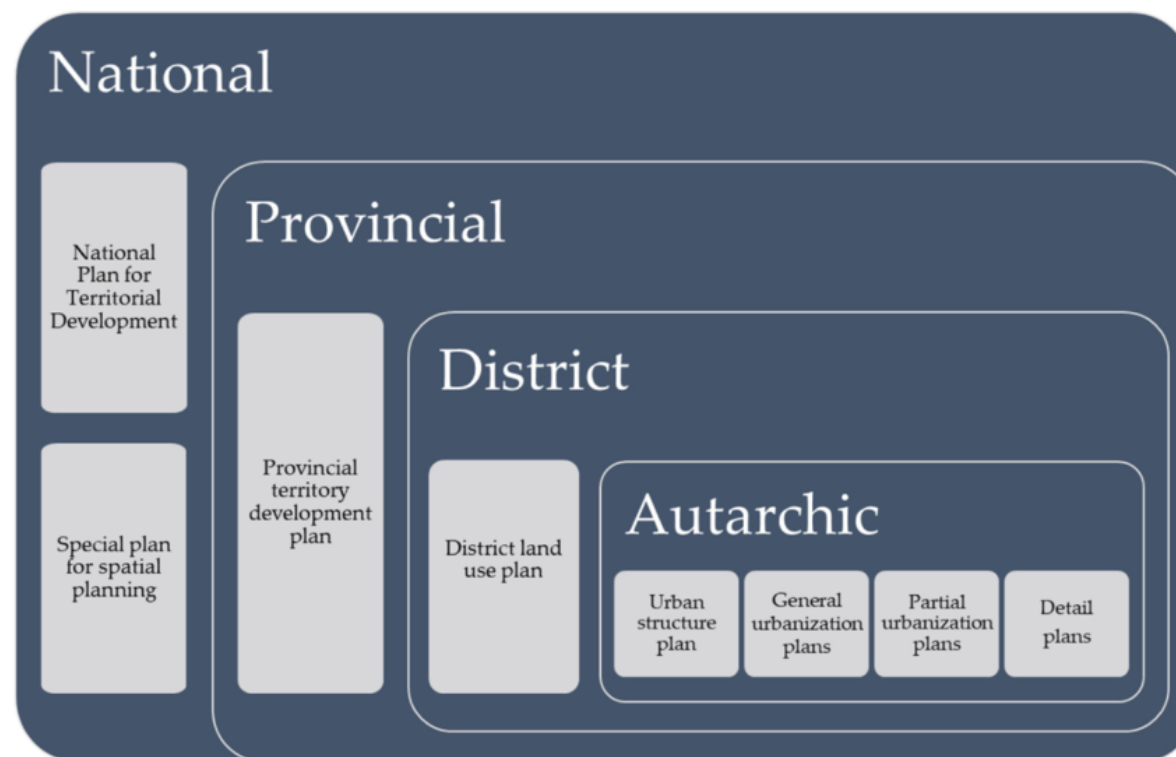 National
National
Plan for
Territorial
Development
Special plan
for spatial
planning
Provincial
Provincial
territory
development
plan
District
District land
use plan
Autarchic
Urban
structure
plan
General
urbanization
plans
Partial
urbanization
plans
Detail
plans